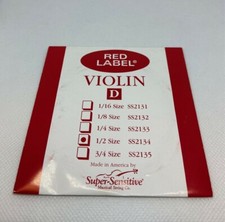 RED LABEL®
VIOLIN
D
1/16 Size SS2131
1/8 Size SS2132
1/4 Size SS2133
1/2 Size SS2134
3/4 Size SS2135
Made in America by
Super-Sensitive®
Musical String Co.